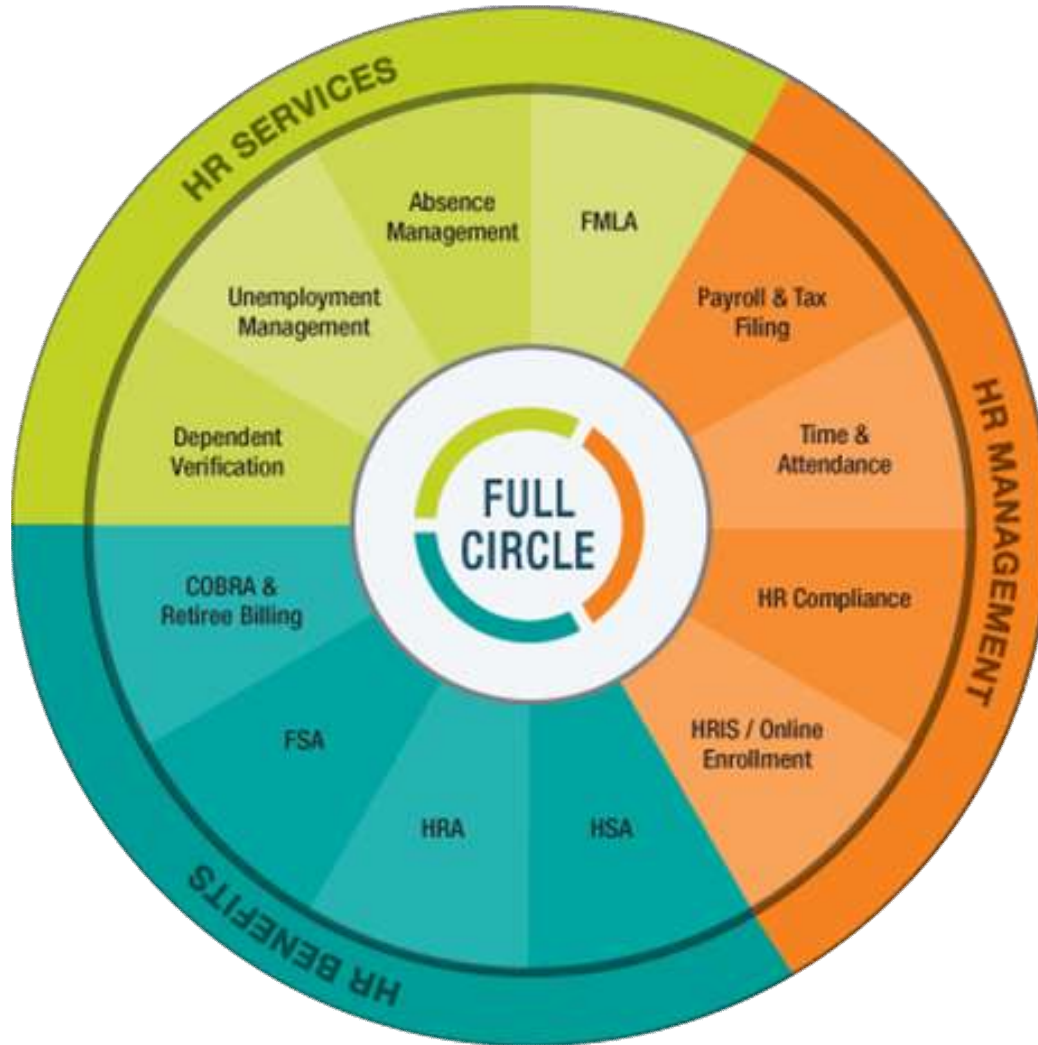 HR SERVICES
Absence
Management
FMLA
Unemployment
Management
Dependent
Verification
HR MANAGEMENT
Payroll & Tax
Filing
Time &
Attendance
HR Compliance
HRIS / Online
Enrollment
FULL
CIRCLE
COBRA &
Retiree Billing
FSA
HRA
HSA
HR BENEFITS